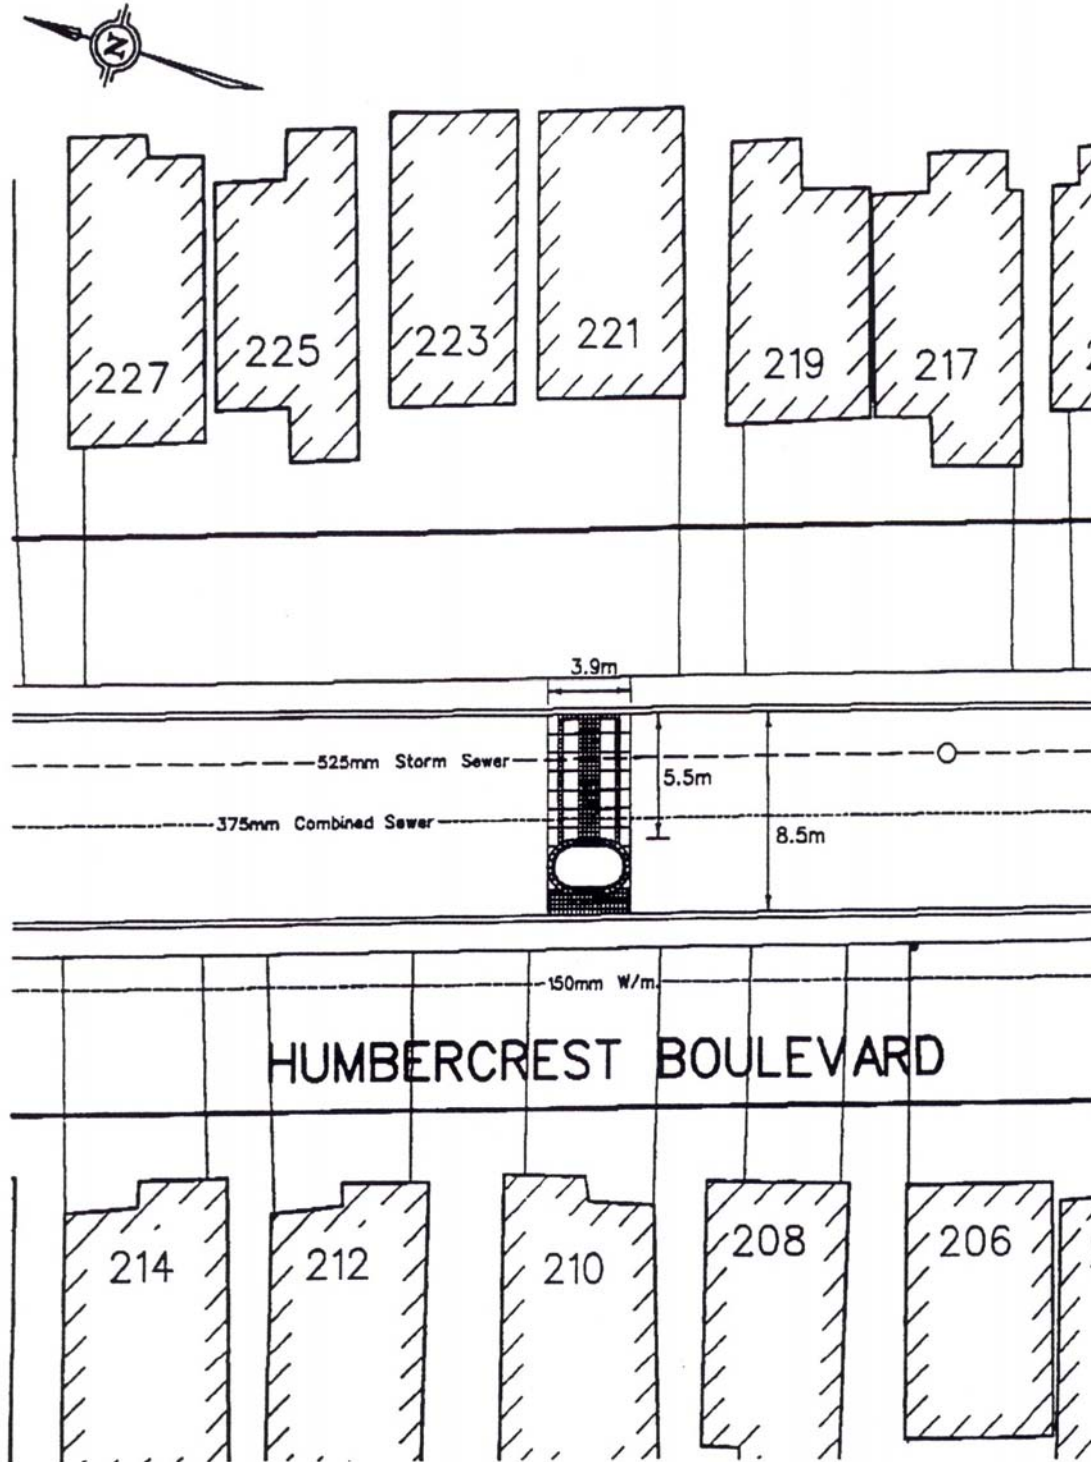 N
227
225
223
221
219
217
3.9m
525mm Storm Sewer
5.5m
375mm Combined Sewer
8.5m
150mm W/m.
HUMBERCREST BOULEVARD
214
212
210
208
206